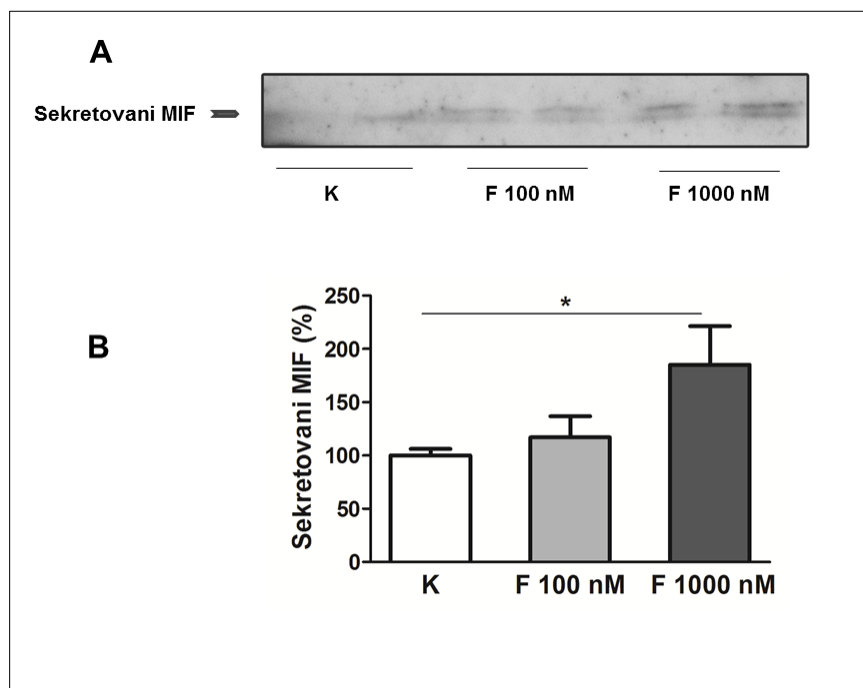 A
Sekretovani MIF
K F 100 nM F 1000 nM
B
Sekretovani MIF (%)
250
200
150
100
50
0
*
K F 100 nM F 1000 nM